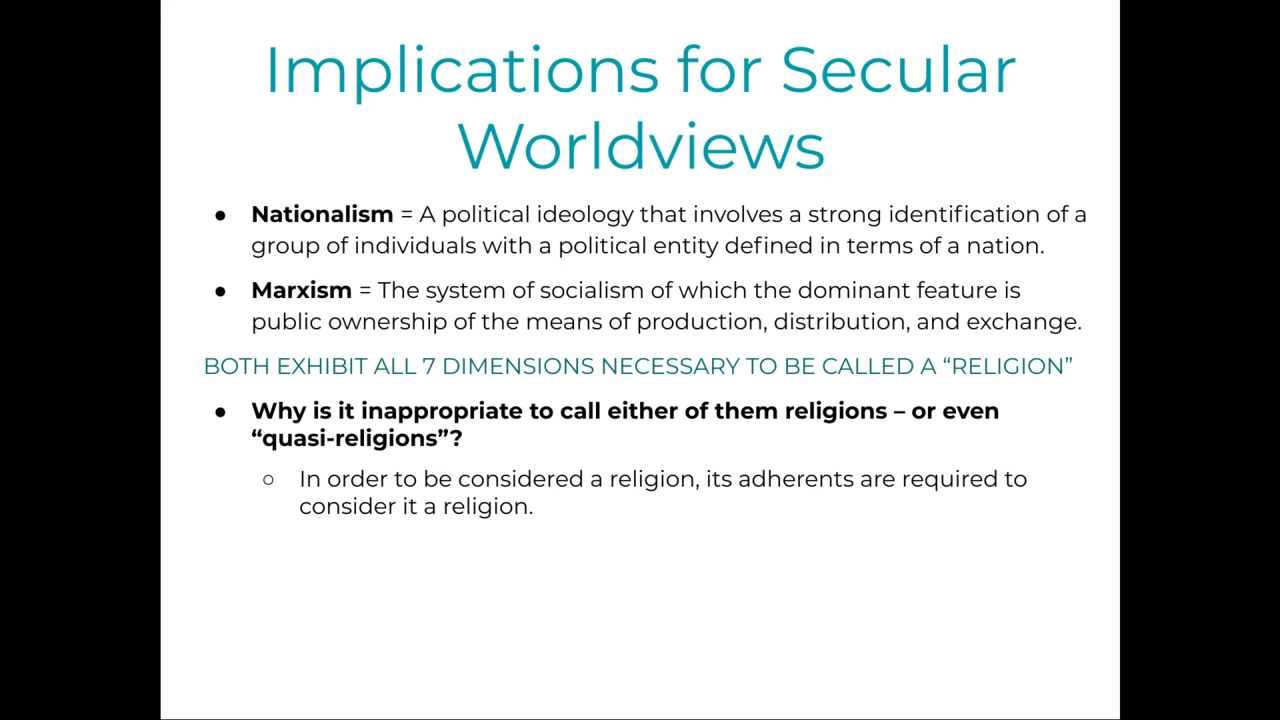 Implications for Secular
Worldviews
● Nationalism = A political ideology that involves a strong identification of a
group of individuals with a political entity defined in terms of a nation.
● Marxism = The system of socialism of which the dominant feature is
public ownership of the means of production, distribution, and exchange.
BOTH EXHIBIT ALL 7 DIMENSIONS NECESSARY TO BE CALLED A “RELIGION”
● Why is it inappropriate to call either of them religions – or even
“quasi-religions”?
○ In order to be considered a religion, its adherents are required to
consider it a religion.